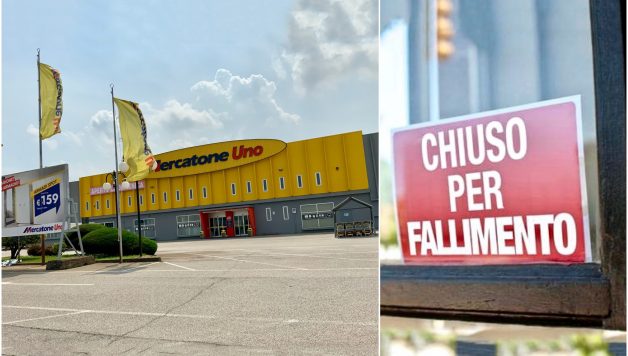 Mercatone Uno
€159
Mercatone Uno
CHIUSO
PER
FALLIMENTO